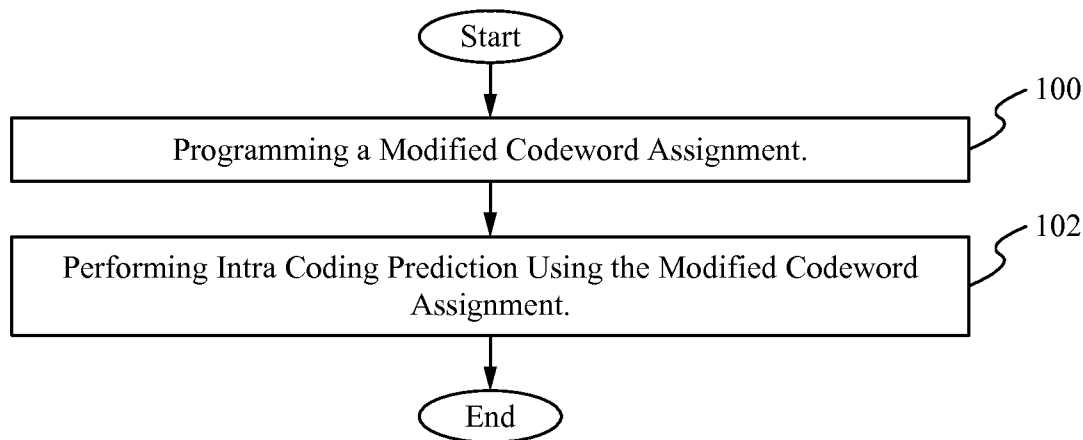 Start
100
Programming a Modified Codeword Assignment.
102
Performing Intra Coding Prediction Using the Modified Codeword
Assignment.
End